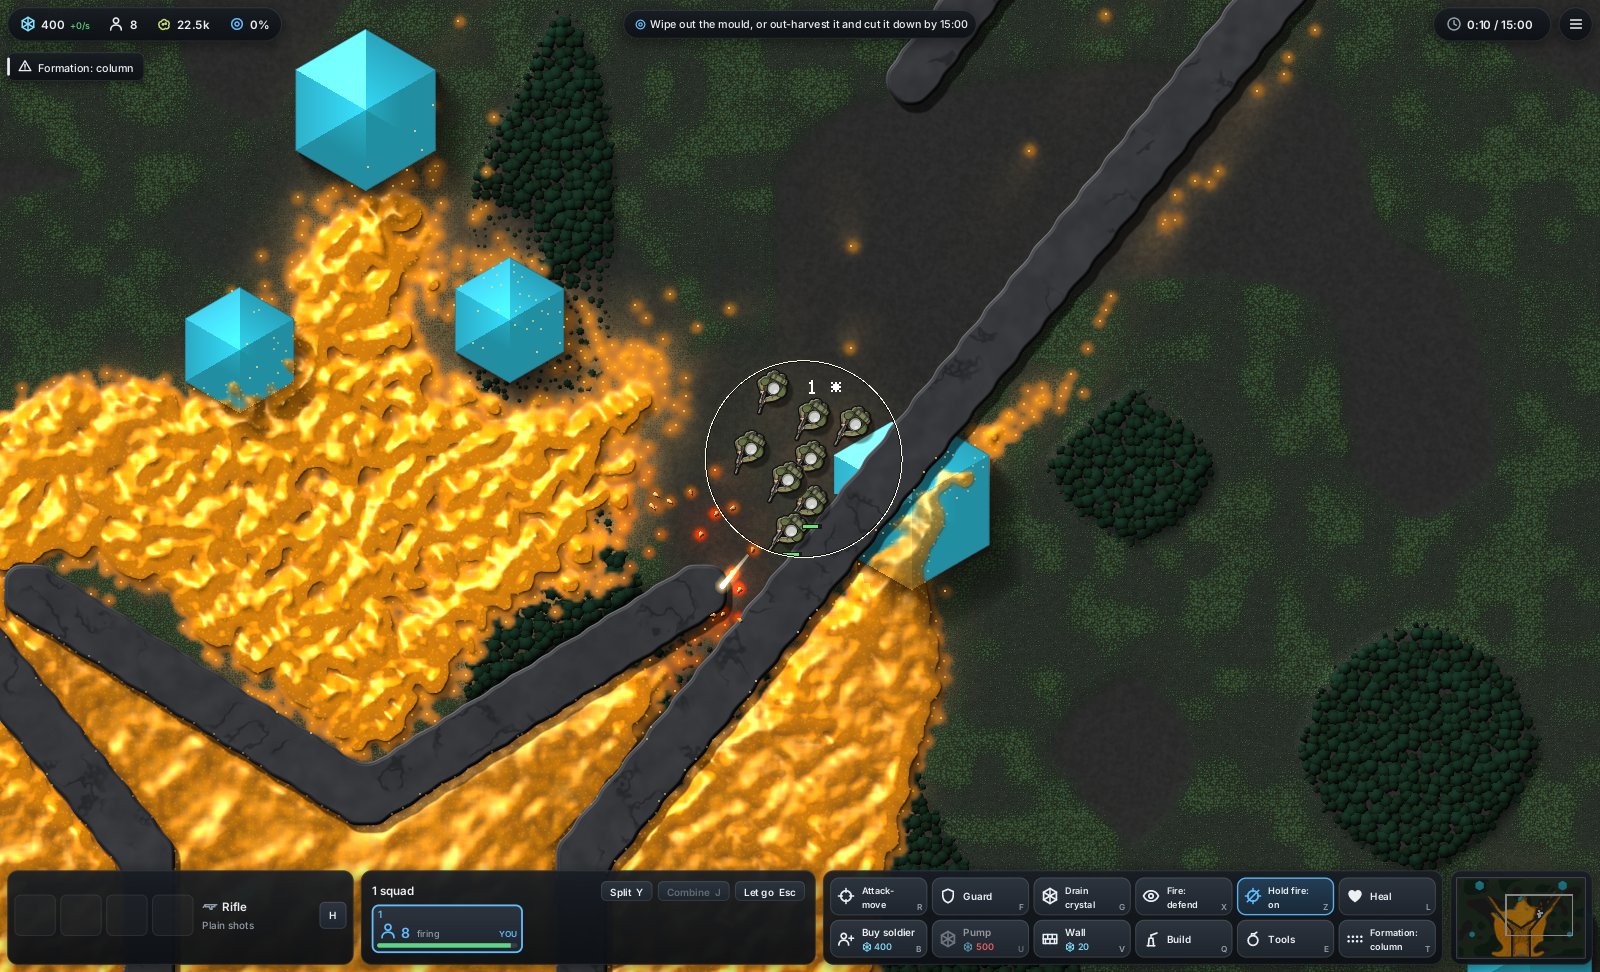 400 +0/s 8 22.5k 0%
Wipe out the mould, or out-harvest it and cut it down by 15:00
0:10 / 15:00
Formation: column
1
Rifle
Plain shots
H
1 squad
Split Y
Combine J
Let go Esc
1
8 firing YOU
Attack-move R
Guard F
Drain crystal G
Fire: defend X
Hold fire: on Z
Heal L
Buy soldier 400 B
Pump 500 U
Wall 20 V
Build Q
Tools E
Formation: column T